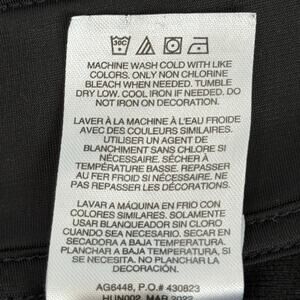 30C
MACHINE WASH COLD WITH LIKE
COLORS. ONLY NON CHLORINE
BLEACH WHEN NEEDED. TUMBLE
DRY LOW. COOL IRON IF NEEDED. DO
NOT IRON ON DECORATION.
LAVER À LA MACHINE À L'EAU FROIDE
AVEC DES COULEURS SIMILAIRES.
UTILISER UN AGENT DE
BLANCHIMENT SANS CHLORE SI
NÉCESSAIRE. SÉCHER À
TEMPÉRATURE BASSE. REPASSER
AU FER FROID SI NÉCESSAIRE. NE
PAS REPASSER LES DÉCORATIONS.
LAVAR A MÁQUINA EN FRIO CON
COLORES SIMILARES. SOLAMENTE
USAR BLANQUEADOR SIN CLORO
CUANDO SEA NECESARIO. SECAR EN
SECADORA A BAJA TEMPERATURA.
PLANCHAR A BAJA TEMPERATURA, SI
SE NECESITA. NO PLANCHAR LA
DECORACIÓN.
AG6448, P.O.# 430823
HUN002 MAR 2022